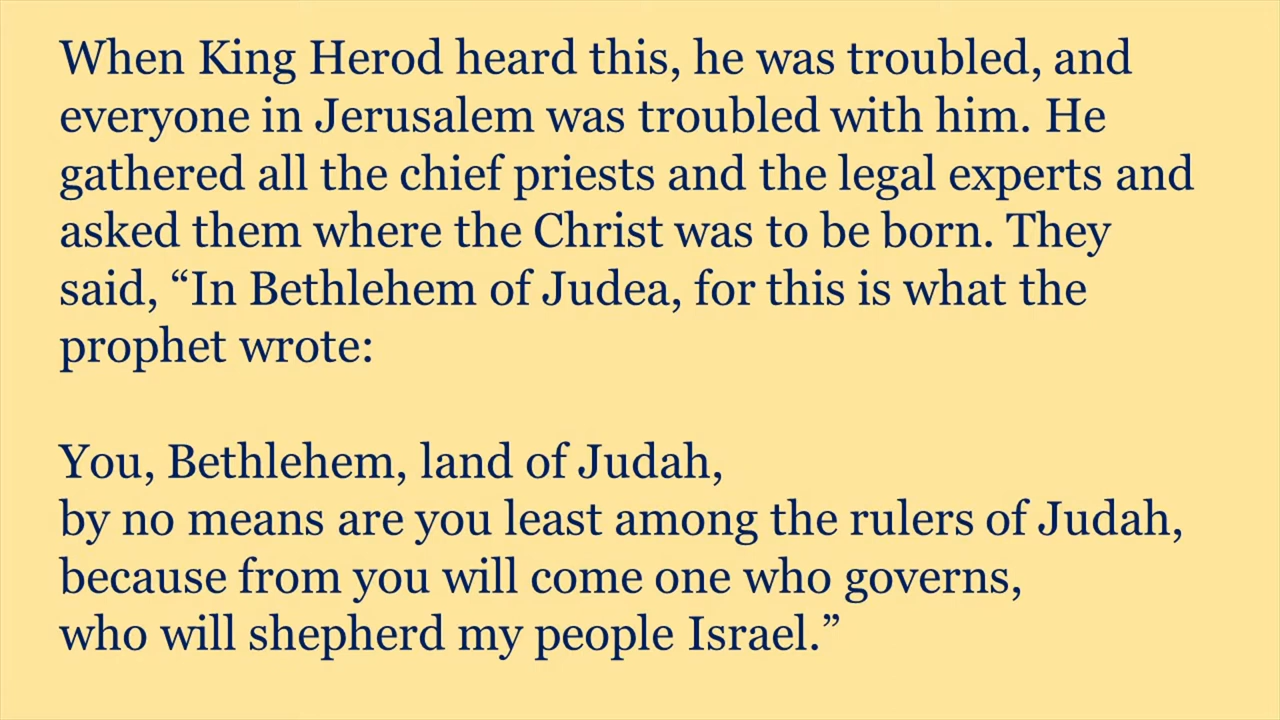 When King Herod heard this, he was troubled, and
everyone in Jerusalem was troubled with him. He
gathered all the chief priests and the legal experts and
asked them where the Christ was to be born. They
said, “In Bethlehem of Judea, for this is what the
prophet wrote:
You, Bethlehem, land of Judah,
by no means are you least among the rulers of Judah,
because from you will come one who governs,
who will shepherd my people Israel.”